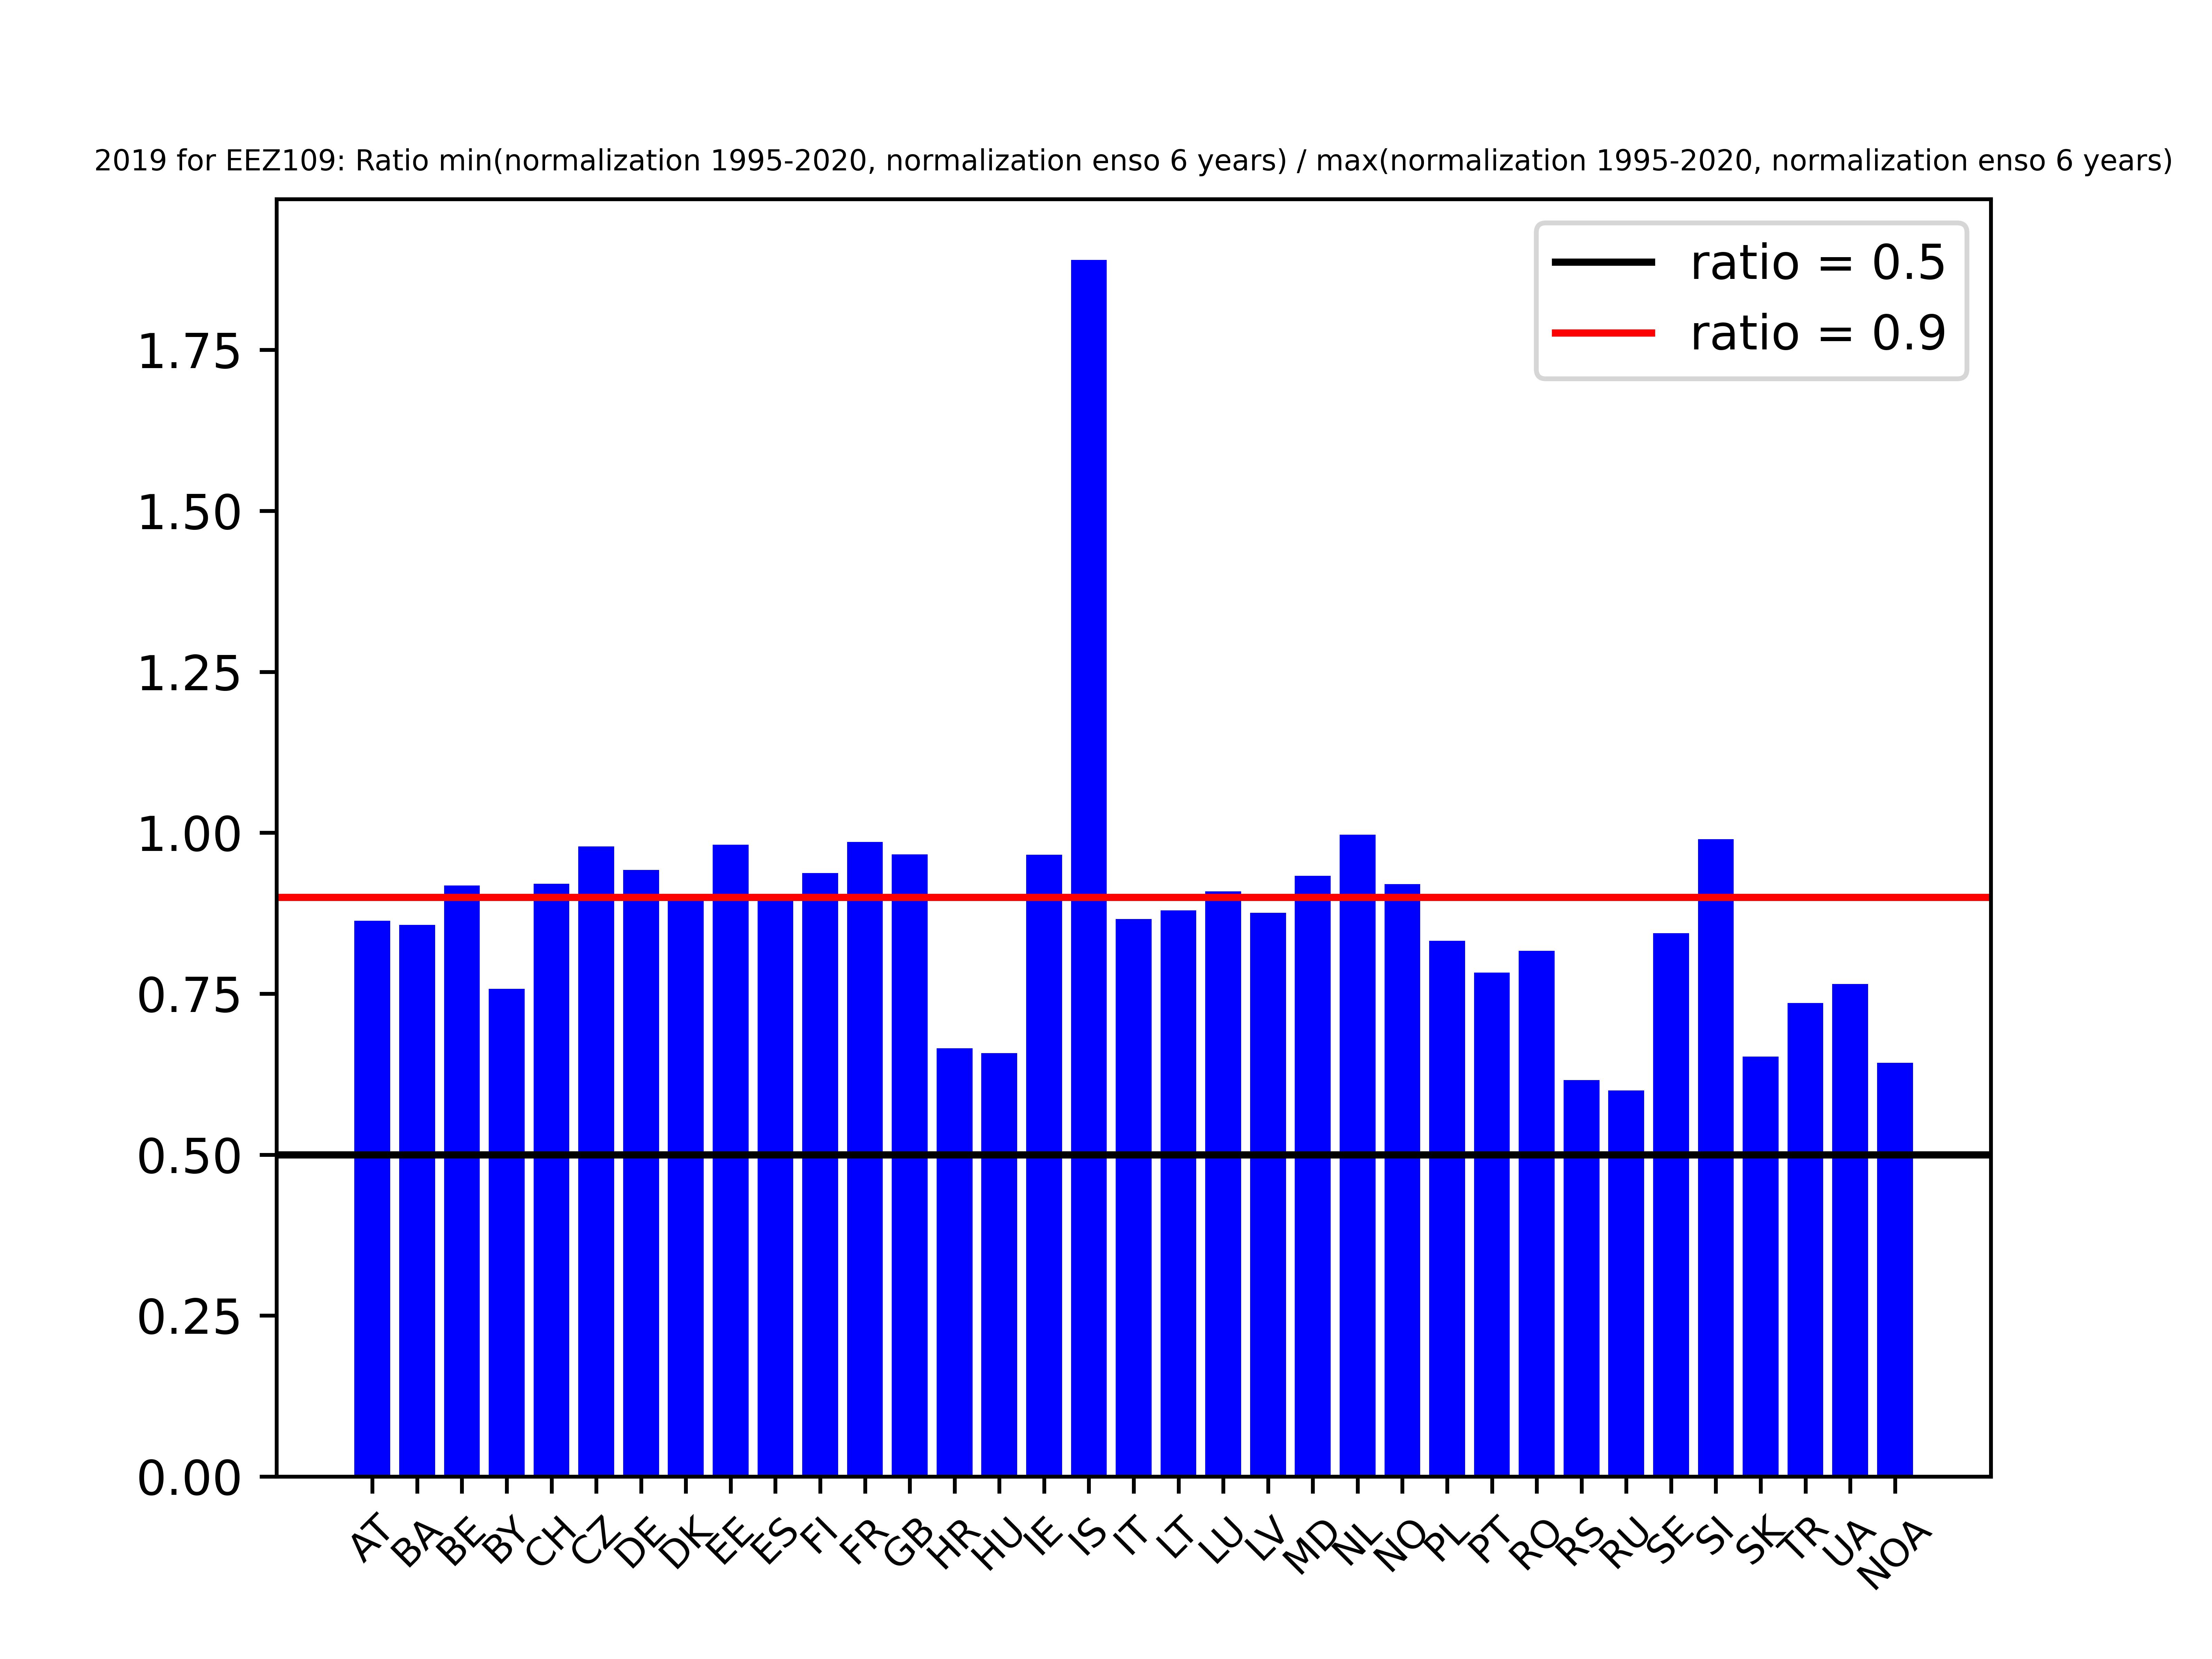 2019 for EEZ109: Ratio min(normalization 1995-2020, normalization enso 6 years) / max(normalization 1995-2020, normalization enso 6 years)
ratio = 0.5
ratio = 0.9
1.75
1.50
1.25
1.00
0.75
0.50
0.25
0.00
AT BA BE BY CH CZ DE DK EE ES FI FR GB HR HU IE IS IT LT LU LV MD NL NO PL PT RO RS RU SE SI SK TR UA NOA